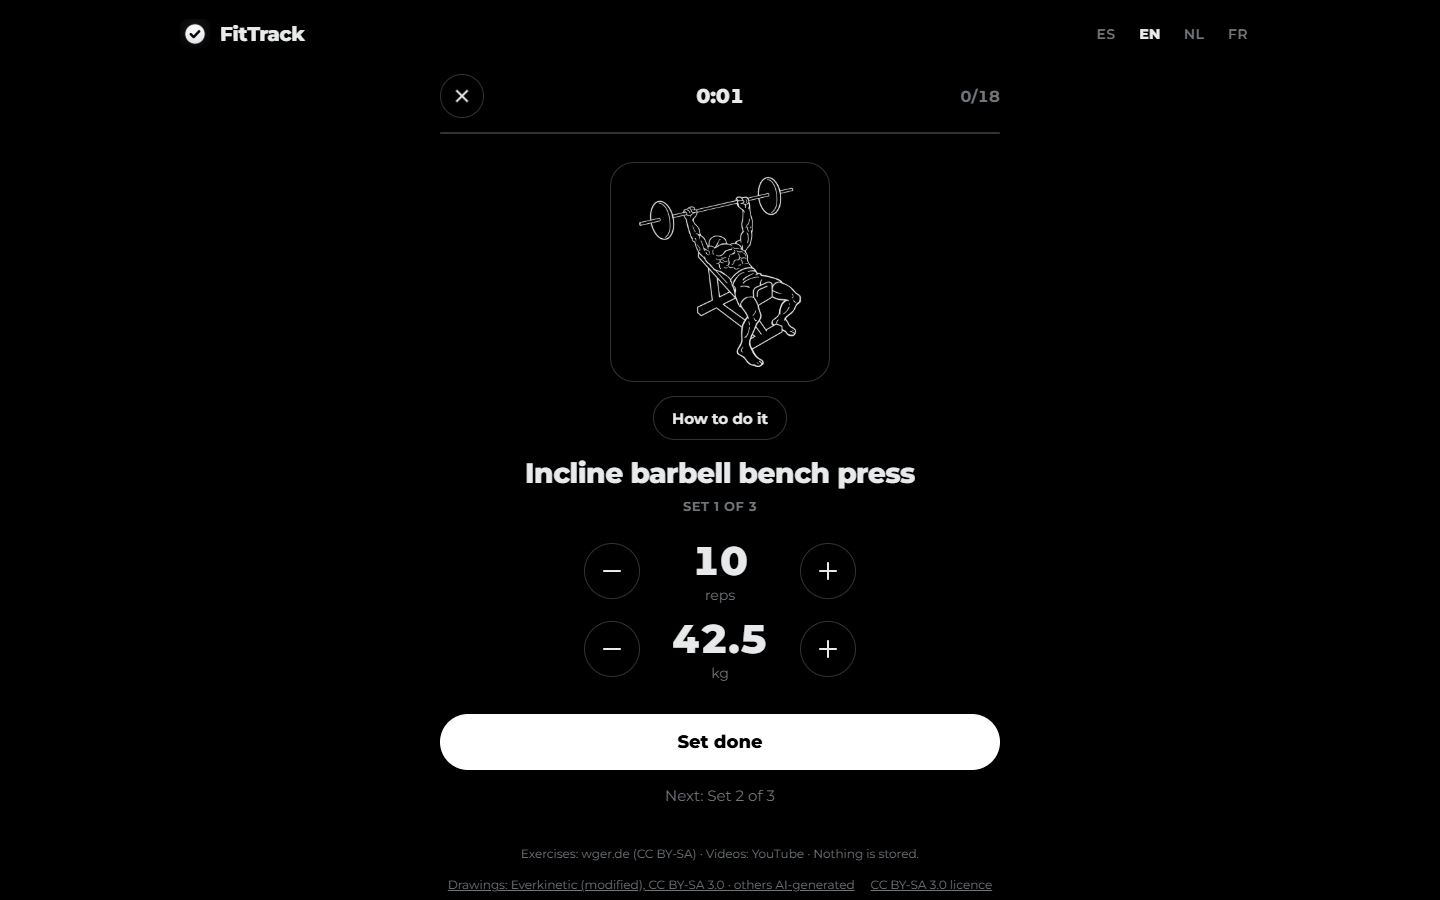 FitTrack
ES EN NL FR
0:01
0/18
How to do it
Incline barbell bench press
SET 1 OF 3
10
reps
42.5
kg
Set done
Next: Set 2 of 3
Exercises: wger.de (CC BY-SA) · Videos: YouTube · Nothing is stored.
Drawings: Everkinetic (modified), CC BY-SA 3.0 · others AI-generated CC BY-SA 3.0 licence